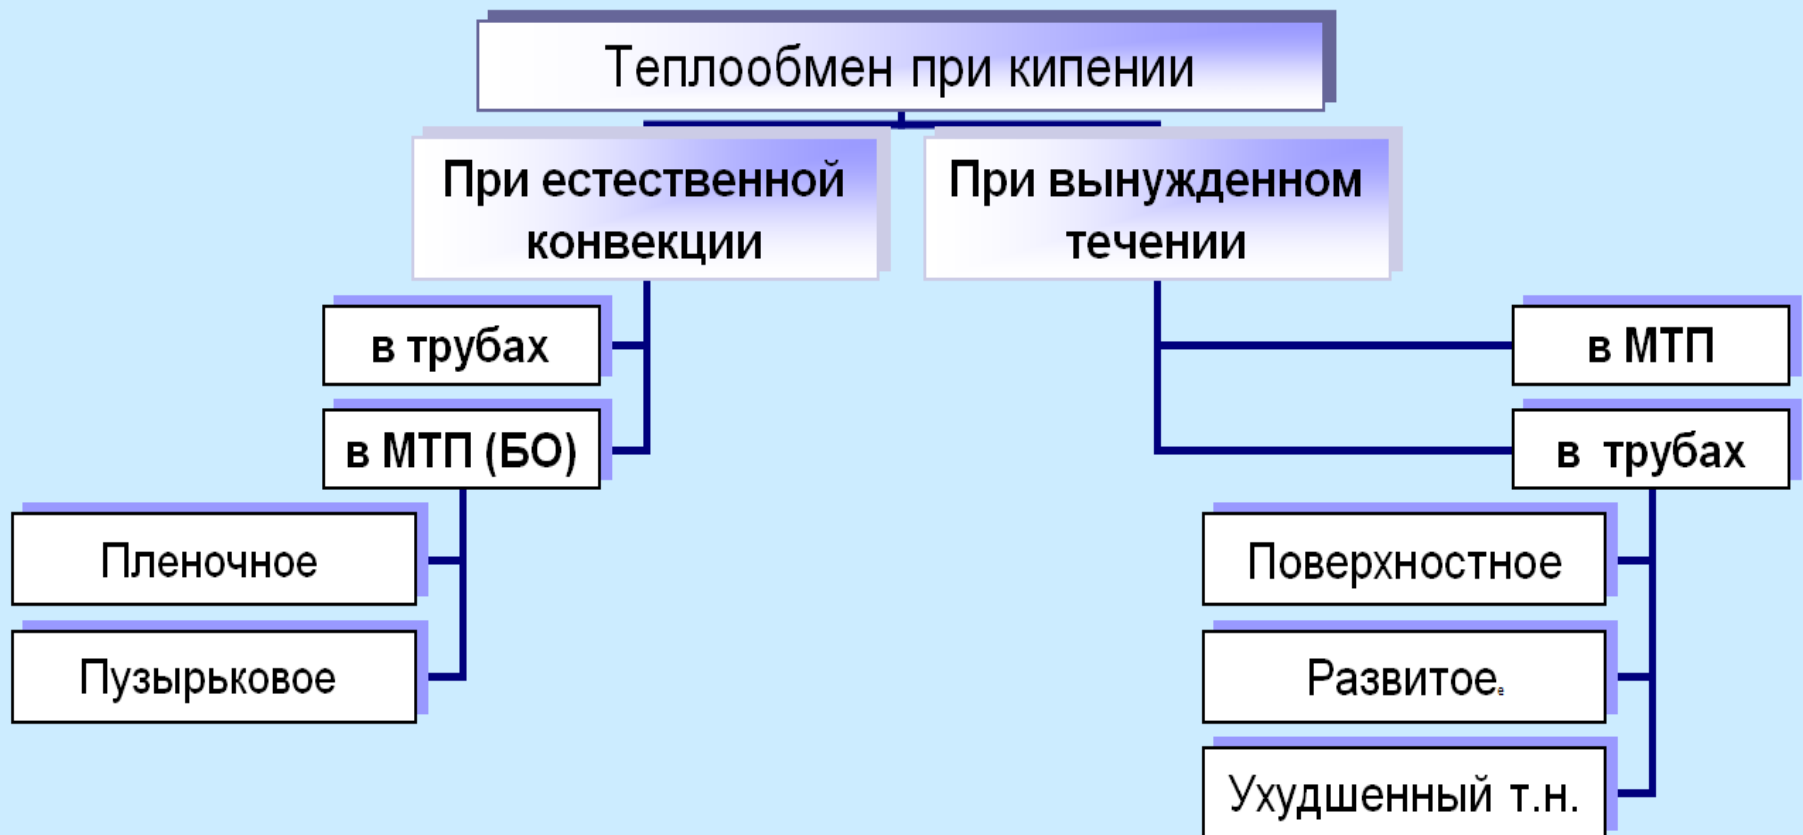 Теплообмен при кипении
При естественной
конвекции
При вынужденном
течении
в трубах
в МТП (БО)
Пленочное
Пузырьковое
в МТП
в трубах
Поверхностное
Развитое е
Ухудшенный т.н.